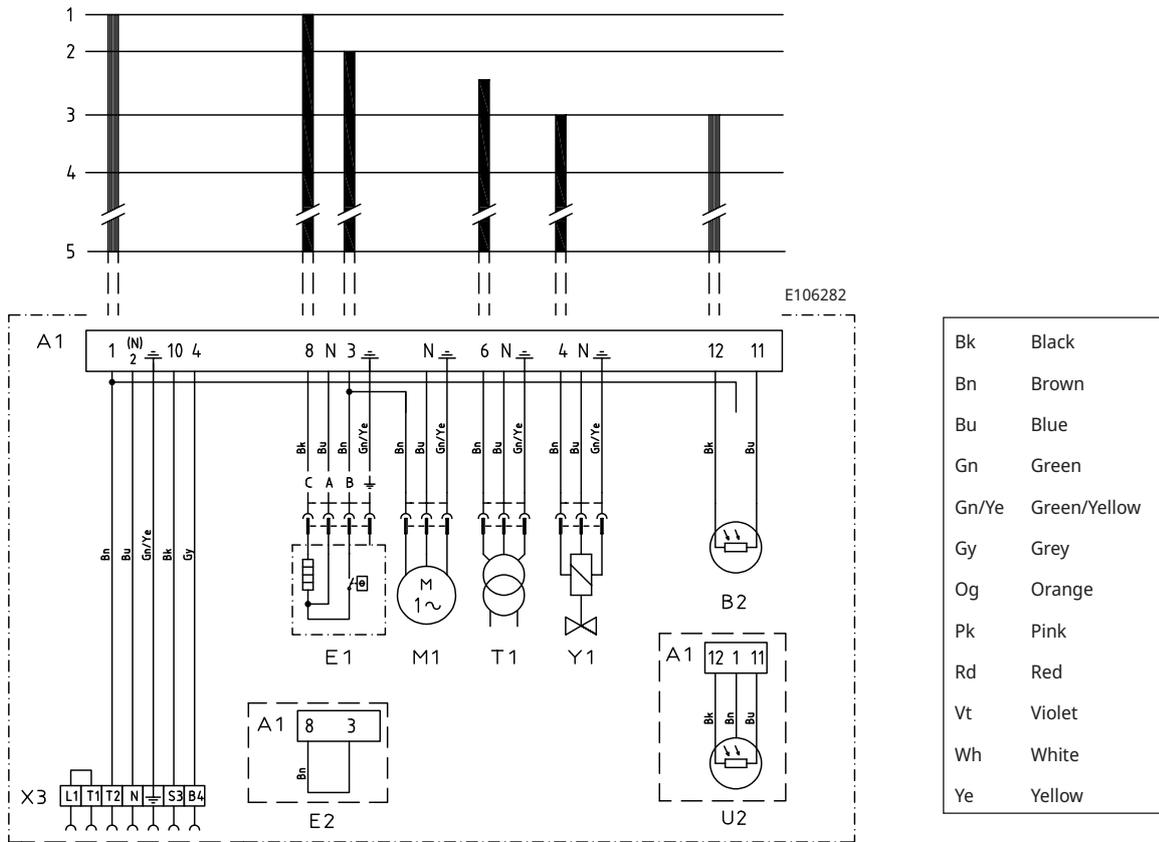 1
2
3
4
5
E106282
A1
1 (N) 2 10 4 8 N 3 N 6 N 4 N 12 11
Bk Bu Bn Gn/Ye Bn Bu Gn/Ye Bn Bu Gn/Ye Bn Bu Gn/Ye Bk Bu
C A B
Bn Bu Gn/Ye Bk Gy
M
1~
θ
B2
E1 M1 T1 Y1
A1 12 1 11
Bk Bn Bu
U2
A1 8 3
Bn
E2
X3 L1 T1 T2 N S3 B4
Bk Black
Bn Brown
Bu Blue
Gn Green
Gn/Ye Green/Yellow
Gy Grey
Og Orange
Pk Pink
Rd Red
Vt Violet
Wh White
Ye Yellow